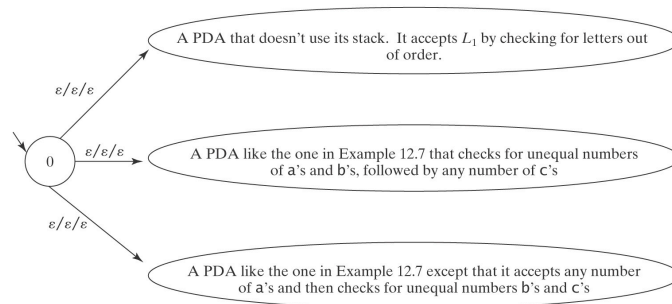 A PDA that doesn't use its stack. It accepts L₁ by checking for letters out
of order.
ε/ε/ε
0
ε/ε/ε
A PDA like the one in Example 12.7 that checks for unequal numbers
of a's and b's, followed by any number of c's
ε/ε/ε
A PDA like the one in Example 12.7 except that it accepts any number
of a's and then checks for unequal numbers b's and c's